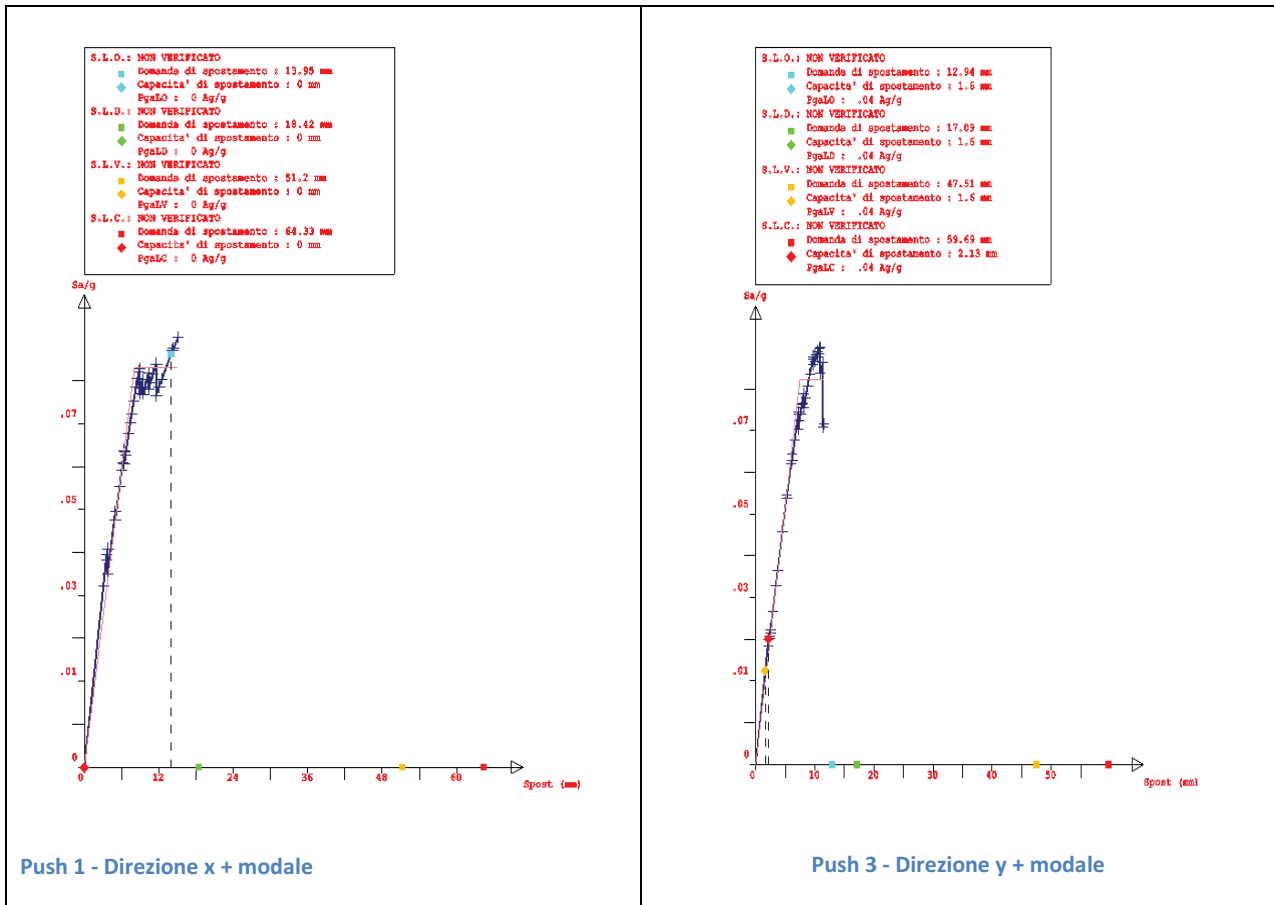 S.L.O.: NON VERIFICATO
Domanda di spostamento : 13.95 mm
Capacita' di spostamento : 0 mm
PgaLO : 0 Ag/g
S.L.D.: NON VERIFICATO
Domanda di spostamento : 18.42 mm
Capacita' di spostamento : 0 mm
PgaLD : 0 Ag/g
S.L.V.: NON VERIFICATO
Domanda di spostamento : 51.2 mm
Capacita' di spostamento : 0 mm
PgaLV : 0 Ag/g
S.L.C.: NON VERIFICATO
Domanda di spostamento : 64.33 mm
Capacita' di spostamento : 0 mm
PgaLC : 0 Ag/g
Sa/g
.07
.05
.03
.01
0
0 12 24 36 48 60
Spost (mm)
Push 1 - Direzione x + modale
S.L.O.: NON VERIFICATO
Domanda di spostamento : 12.94 mm
Capacita' di spostamento : 1.6 mm
PgaLO : .04 Ag/g
S.L.D.: NON VERIFICATO
Domanda di spostamento : 17.09 mm
Capacita' di spostamento : 1.6 mm
PgaLD : .04 Ag/g
S.L.V.: NON VERIFICATO
Domanda di spostamento : 47.51 mm
Capacita' di spostamento : 1.6 mm
PgaLV : .04 Ag/g
S.L.C.: NON VERIFICATO
Domanda di spostamento : 59.69 mm
Capacita' di spostamento : 2.13 mm
PgaLC : .04 Ag/g
Sa/g
.07
.05
.03
.01
0
0 10 20 30 40 50
Spost (mm)
Push 3 - Direzione y + modale